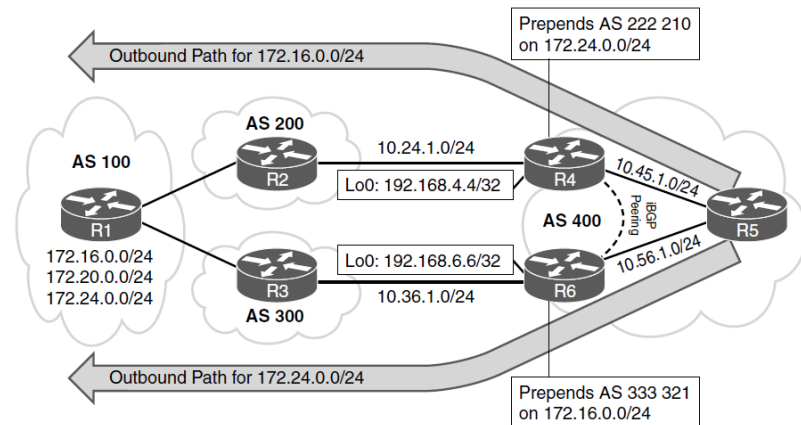 Prepends AS 222 210
on 172.24.0.0/24
Outbound Path for 172.16.0.0/24
AS 200
AS 100
R2
10.24.1.0/24
R4
10.45.1.0/24
Lo0: 192.168.4.4/32
R1
AS 400
iBGP
Peering
R5
172.16.0.0/24
172.20.0.0/24
172.24.0.0/24
Lo0: 192.168.6.6/32
10.56.1.0/24
R3
10.36.1.0/24
R6
AS 300
Outbound Path for 172.24.0.0/24
Prepends AS 333 321
on 172.16.0.0/24